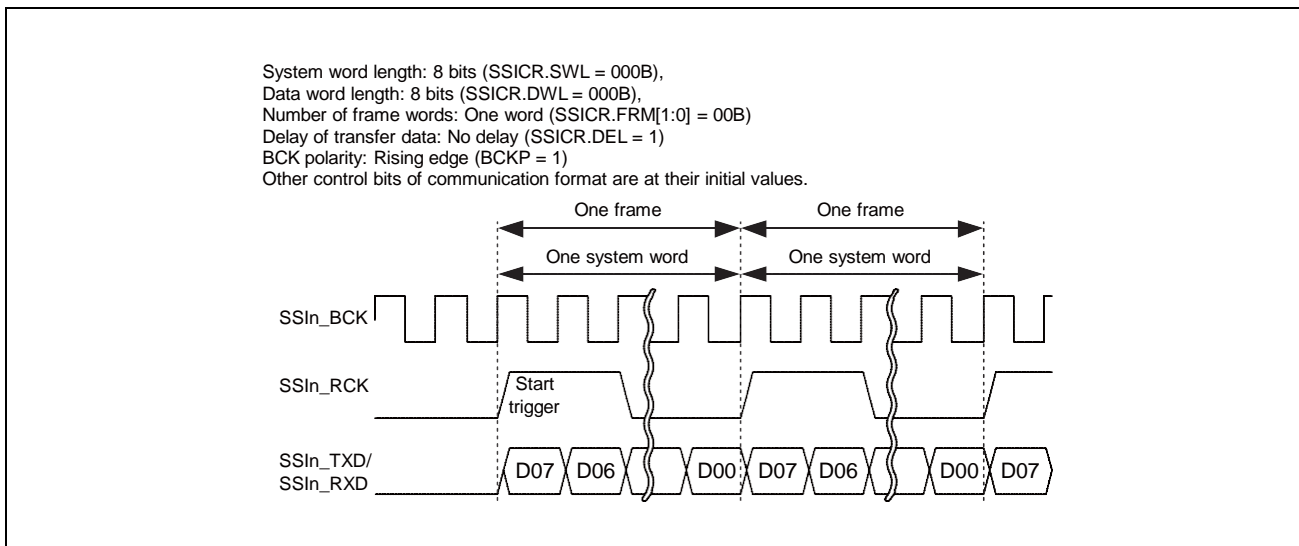 System word length: 8 bits (SSICR.SWL = 000B),
Data word length: 8 bits (SSICR.DWL = 000B),
Number of frame words: One word (SSICR.FRM[1:0] = 00B)
Delay of transfer data: No delay (SSICR.DEL = 1)
BCK polarity: Rising edge (BCKP = 1)
Other control bits of communication format are at their initial values.
One frame One frame
One system word One system word
SSIn_BCK
SSIn_RCK Start
trigger
SSIn_TXD/
SSIn_RXD D07 D06 D00 D07 D06 D00 D07